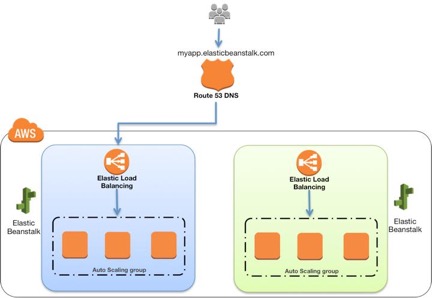 myapp.elasticbeanstalk.com
Route 53 DNS
AWS
Elastic Load
Balancing
Elastic
Beanstalk
Auto Scaling group
Elastic Load
Balancing
Elastic
Beanstalk
Auto Scaling group